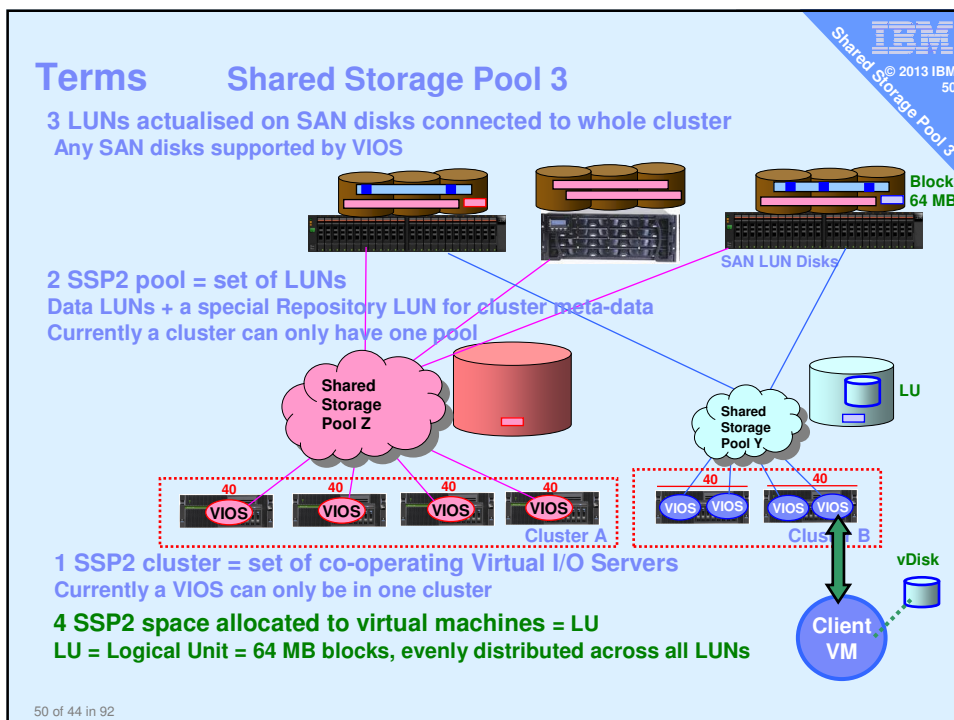 IBM
© 2013 IBM
50
Shared Storage Pool 3
Terms Shared Storage Pool 3
3 LUNs actualised on SAN disks connected to whole cluster
Any SAN disks supported by VIOS
Block
64 MB
SAN LUN Disks
2 SSP2 pool = set of LUNs
Data LUNs + a special Repository LUN for cluster meta-data
Currently a cluster can only have one pool
Shared
Storage
Pool Z
LU
Shared
Storage
Pool Y
40 40 40 40 40 40
VIOS VIOS VIOS VIOS VIOS VIOS VIOS VIOS
Cluster A Cluster B
1 SSP2 cluster = set of co-operating Virtual I/O Servers
Currently a VIOS can only be in one cluster
vDisk
4 SSP2 space allocated to virtual machines = LU
LU = Logical Unit = 64 MB blocks, evenly distributed across all LUNs
Client
VM
50 of 44 in 92